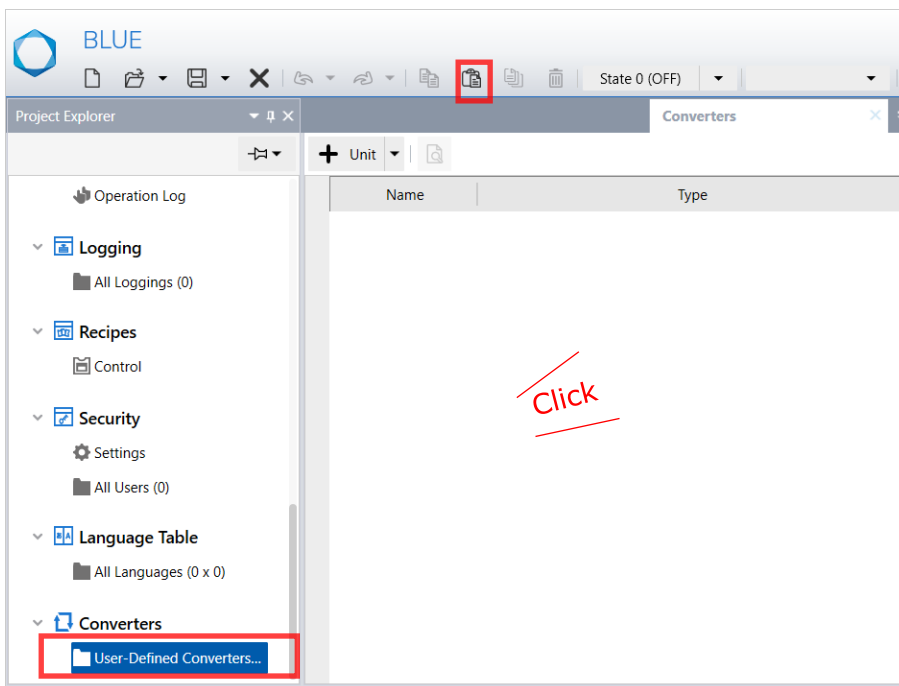 BLUE
State 0 (OFF)
Project Explorer
Converters
Unit
Name Type
Operation Log
Logging
All Loggings (0)
Recipes
Control
Click
Security
Settings
All Users (0)
Language Table
All Languages (0 x 0)
Converters
User-Defined Converters...